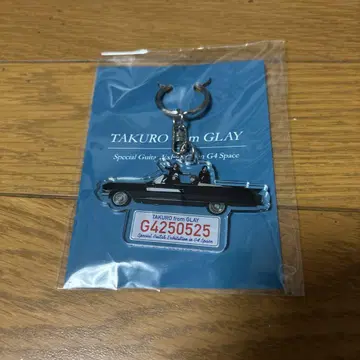 TAKURO from GLAY
Special Guitar Exhibition in G4 Space
TAKURO from GLAY
G4250525
Special Guitar Exhibition in G4 Space